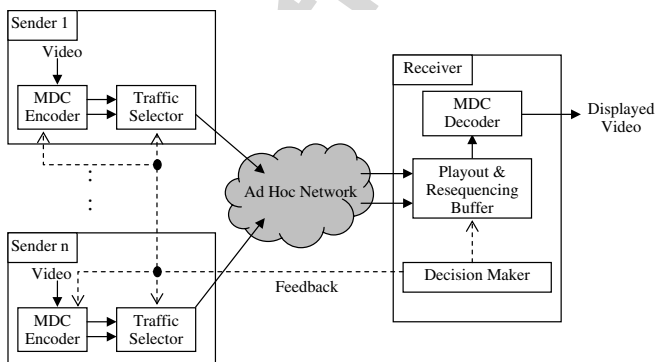 Sender 1
Video
MDC
Encoder
Traffic
Selector
Ad Hoc Network
Receiver
MDC
Decoder
Displayed
Video
Playout &
Resequencing
Buffer
Decision Maker
Feedback
Sender n
Video
MDC
Encoder
Traffic
Selector